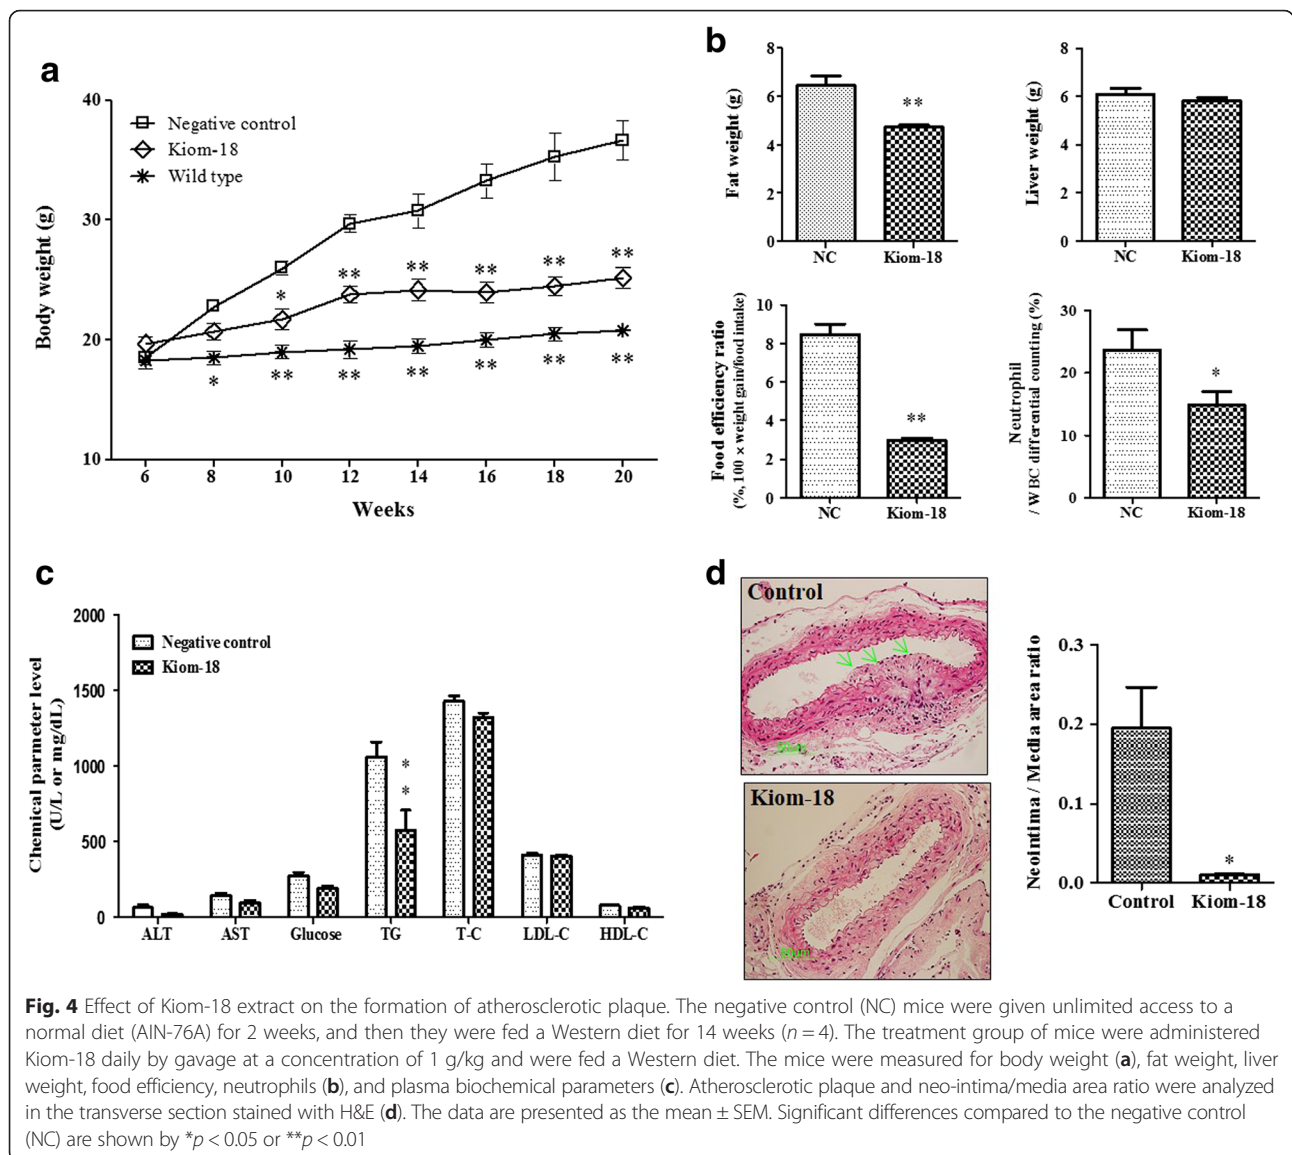 a
40
30
20
10
Body weight (g)
Negative control
Kiom-18
Wild type
*
**
**
**
**
**
*
**
**
**
**
**
**
6
8
10
12
14
16
18
20
Weeks
b
8
6
4
2
0
Fat weight (g)
**
NC
Kiom-18
8
6
4
2
0
Liver weight (g)
NC
Kiom-18
10
8
6
4
2
0
Food efficiency ratio
(%, 100 × weight gain/food intake)
**
NC
Kiom-18
30
20
10
0
Neutrophil
/ WBC differential counting (%)
*
NC
Kiom-18
c
2000
1500
1000
500
0
Chemical parmeter level
(U/L or mg/dL)
Negative control
Kiom-18
*
*
ALT
AST
Glucose
TG
T-C
LDL-C
HDL-C
d
Control
Kiom-18
0.3
0.2
0.1
0.0
Neointima / Media area ratio
*
Control
Kiom-18
Fig. 4 Effect of Kiom-18 extract on the formation of atherosclerotic plaque. The negative control (NC) mice were given unlimited access to a
normal diet (AIN-76A) for 2 weeks, and then they were fed a Western diet for 14 weeks (n = 4). The treatment group of mice were administered
Kiom-18 daily by gavage at a concentration of 1 g/kg and were fed a Western diet. The mice were measured for body weight (a), fat weight, liver
weight, food efficiency, neutrophils (b), and plasma biochemical parameters (c). Atherosclerotic plaque and neo-intima/media area ratio were analyzed
in the transverse section stained with H&E (d). The data are presented as the mean ± SEM. Significant differences compared to the negative control
(NC) are shown by *p < 0.05 or **p < 0.01